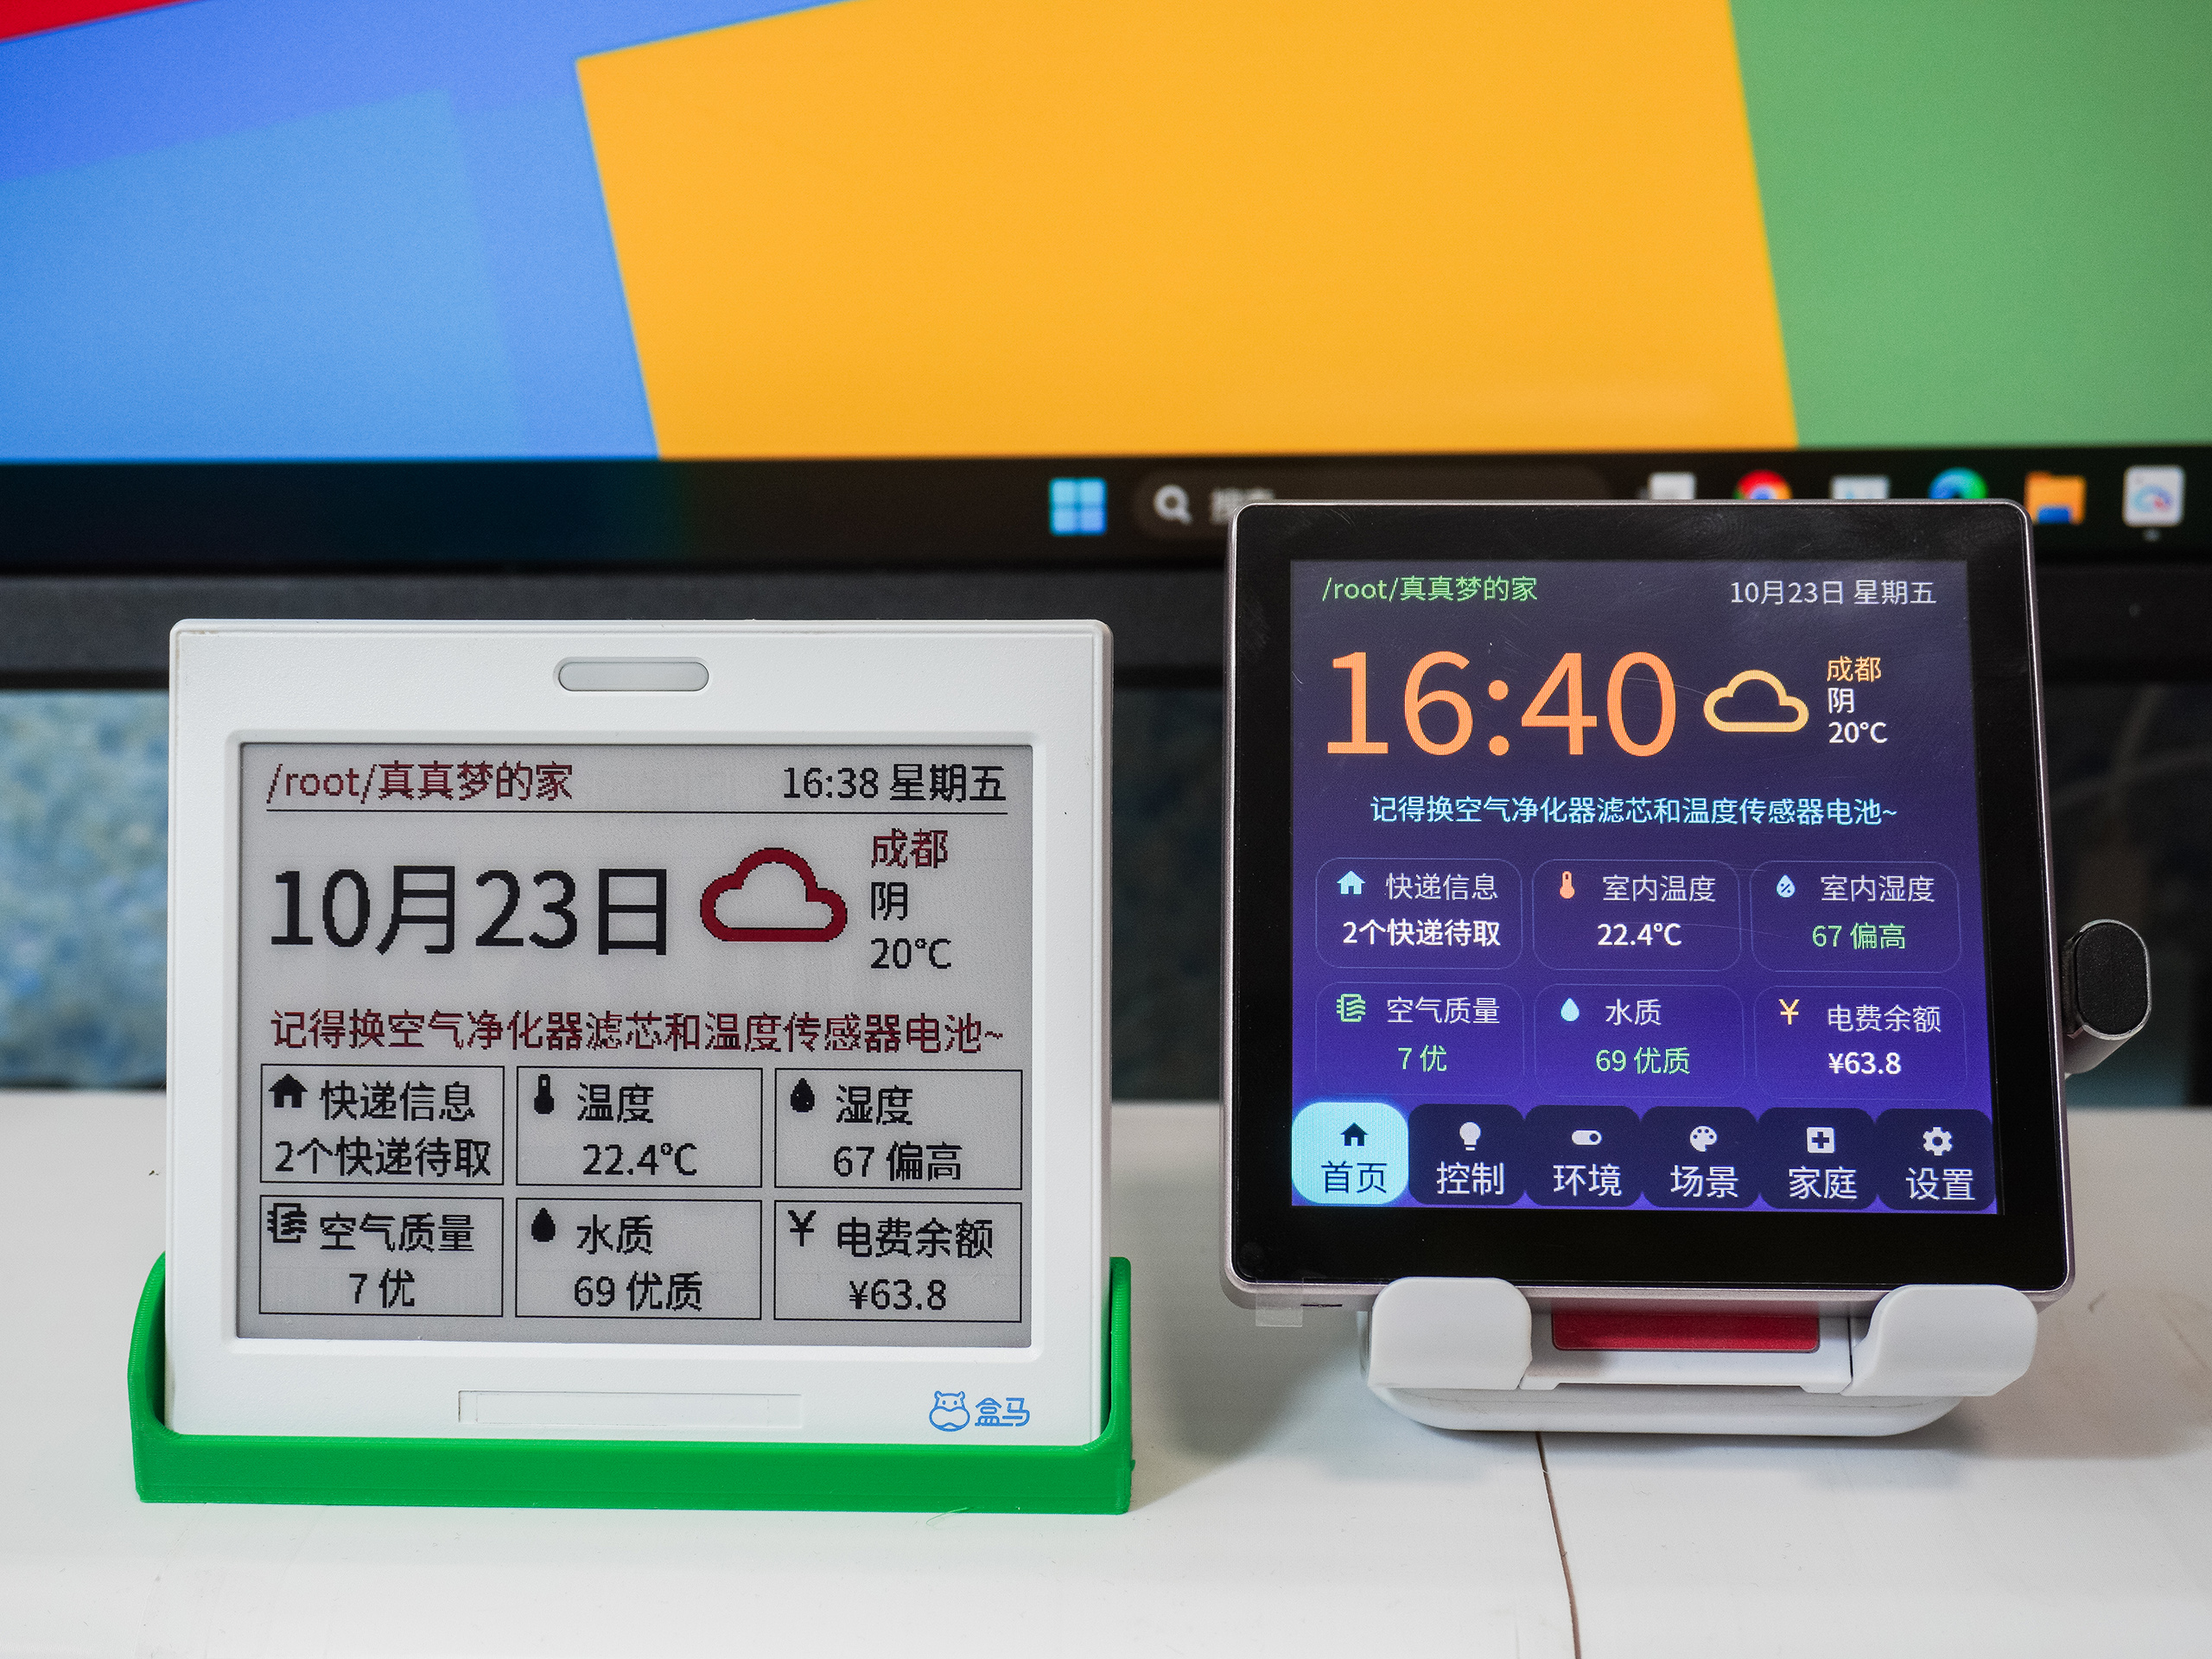 /root/真真梦的家
16:38 星期五
10月23日
成都
阴
20°C
记得换空气净化器滤芯和温度传感器电池~
快递信息
2个快递待取
温度
22.4°C
湿度
67 偏高
空气质量
7 优
水质
69 优质
¥ 电费余额
¥63.8
盒马
/root/真真梦的家
10月23日 星期五
16:40
成都
阴
20°C
记得换空气净化器滤芯和温度传感器电池~
快递信息
2个快递待取
室内温度
22.4°C
室内湿度
67 偏高
空气质量
7 优
水质
69 优质
¥ 电费余额
¥63.8
首页
控制
环境
场景
家庭
设置